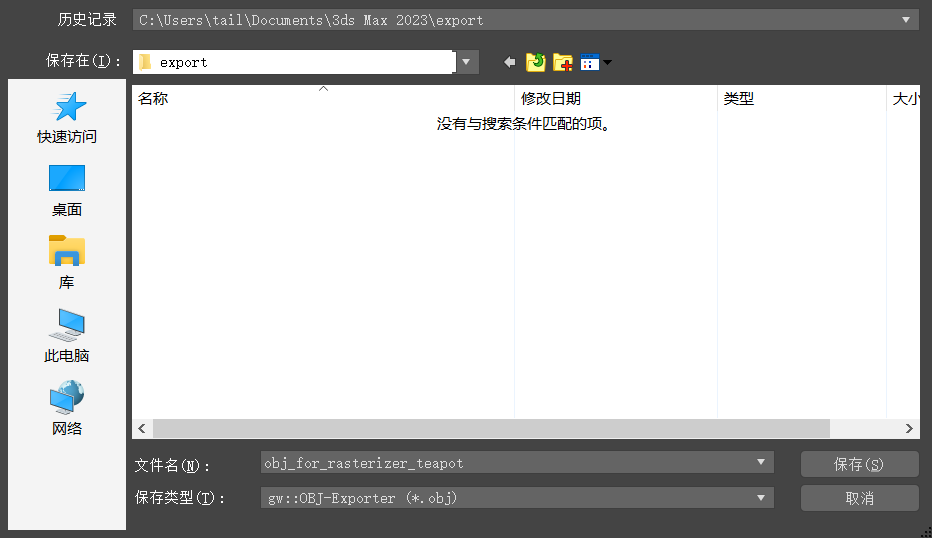 历史记录 C:\Users\tail\Documents\3ds Max 2023\export
保存在(I): export
快速访问
桌面
库
此电脑
网络
名称 修改日期 类型 大小
没有与搜索条件匹配的项。
文件名(N): obj_for_rasterizer_teapot 保存(S)
保存类型(T): gw::OBJ-Exporter (*.obj) 取消